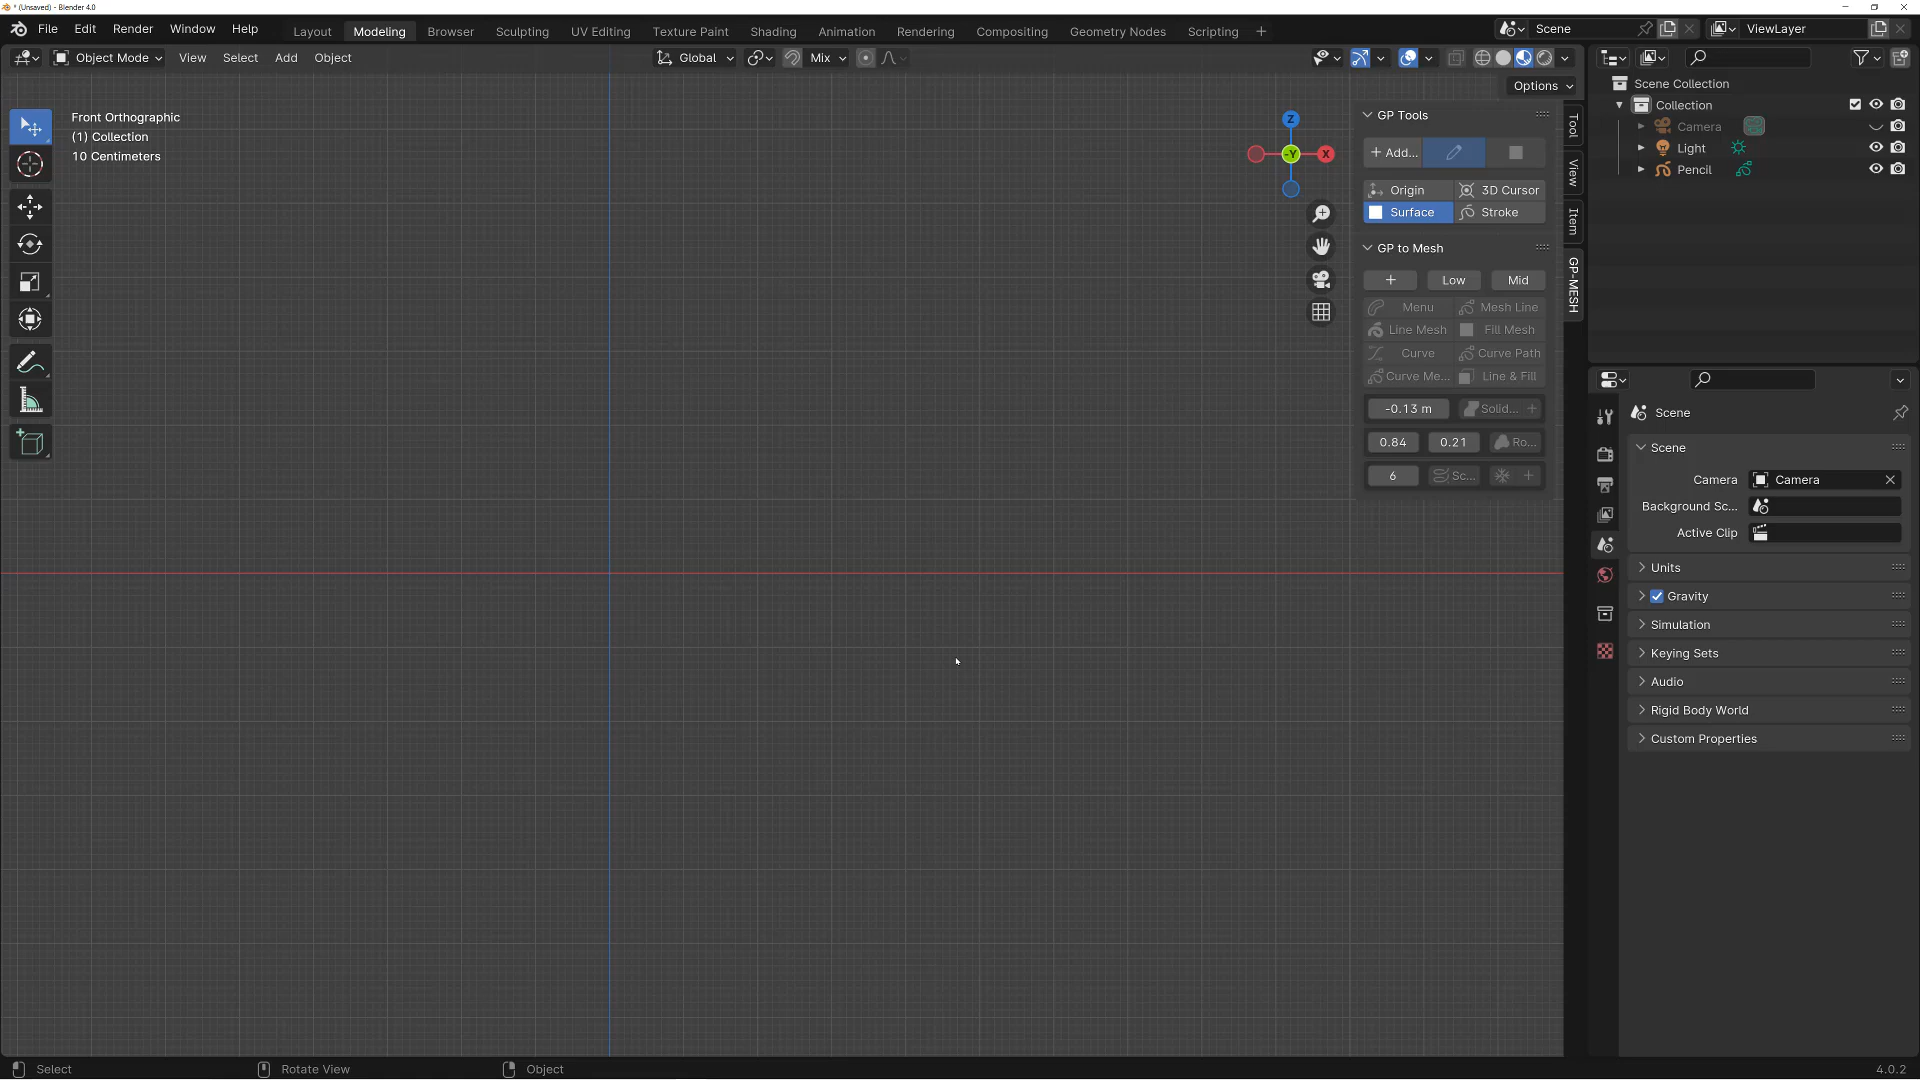 * (Unsaved) - Blender 4.0
File Edit Render Window Help Layout Modeling Browser Sculpting UV Editing Texture Paint Shading Animation Rendering Compositing Geometry Nodes Scripting + Scene ViewLayer
Object Mode View Select Add Object Global Mix
Options
Front Orthographic
(1) Collection
10 Centimeters
Z
-Y
X
GP Tools
+ Add...
Origin 3D Cursor
Surface Stroke
GP to Mesh
+ Low Mid
Menu Mesh Line
Line Mesh Fill Mesh
Curve Curve Path
Curve Me... Line & Fill
-0.13 m Solid... +
0.84 0.21 Ro...
6 Sc... +
Tool
View
Item
GP-MESH
Scene Collection
Collection
Camera
Light
Pencil
Scene
Scene
Camera Camera
Background Sc...
Active Clip
Units
Gravity
Simulation
Keying Sets
Audio
Rigid Body World
Custom Properties
Select Rotate View Object 4.0.2